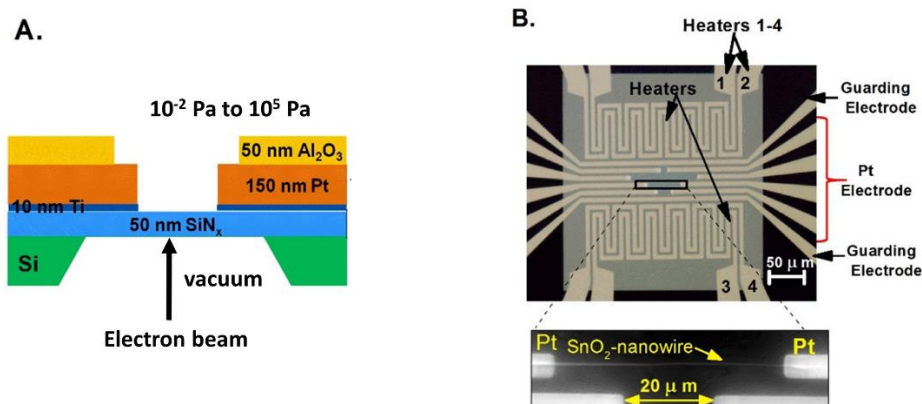 A.
10⁻² Pa to 10⁵ Pa
50 nm Al₂O₃
150 nm Pt
10 nm Ti
50 nm SiNₓ
Si
vacuum
Electron beam
B.
Heaters 1-4
1 2
Heaters
Guarding
Electrode
Pt
Electrode
Guarding
Electrode
50 μ m
3 4
Pt
SnO₂-nanowire
Pt
20 μ m